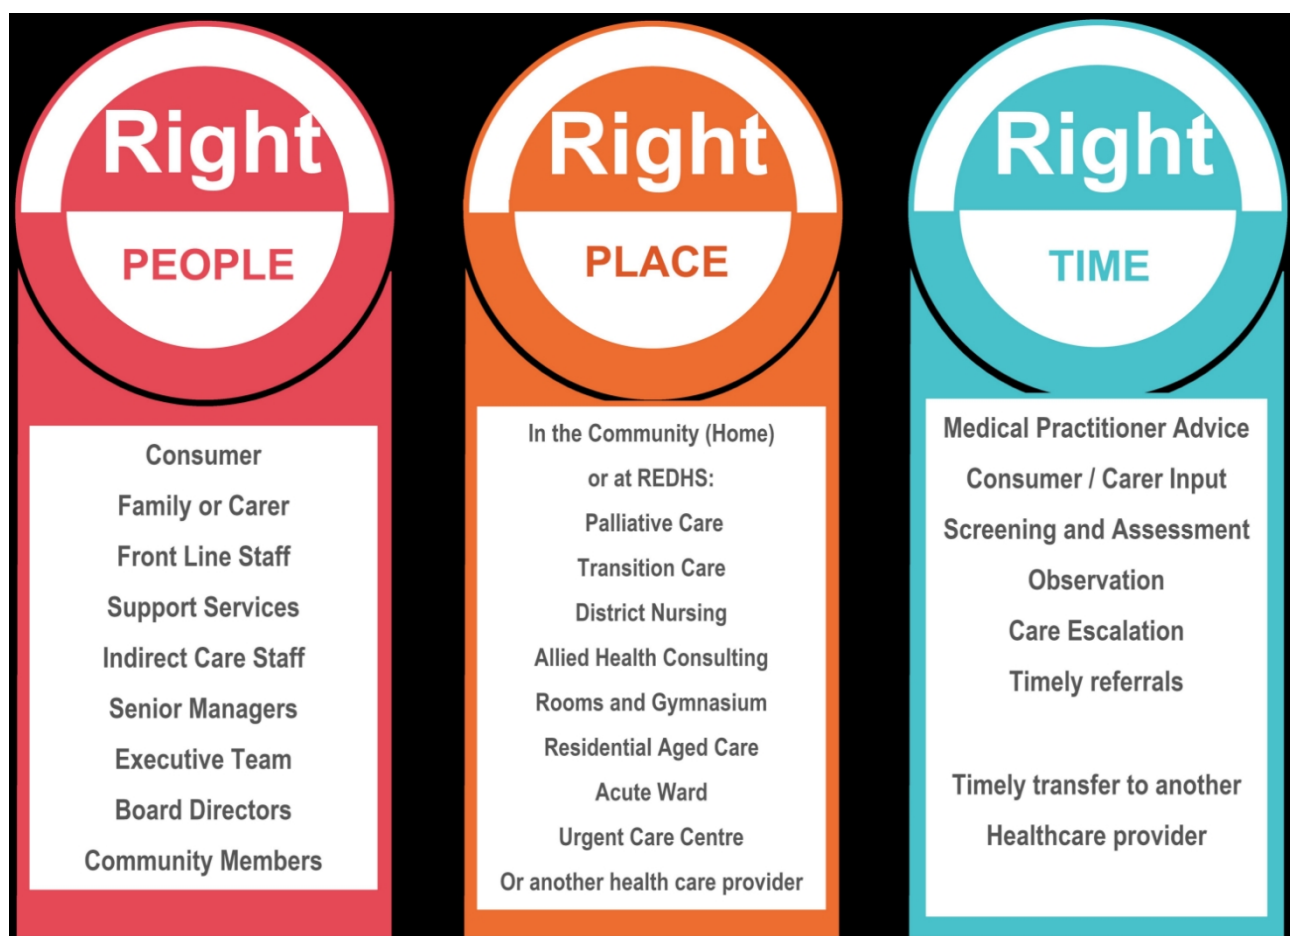 Right
PEOPLE
Consumer
Family or Carer
Front Line Staff
Support Services
Indirect Care Staff
Senior Managers
Executive Team
Board Directors
Community Members
Right
PLACE
In the Community (Home)
or at REDHS:
Palliative Care
Transition Care
District Nursing
Allied Health Consulting
Rooms and Gymnasium
Residential Aged Care
Acute Ward
Urgent Care Centre
Or another health care provider
Right
TIME
Medical Practitioner Advice
Consumer / Carer Input
Screening and Assessment
Observation
Care Escalation
Timely referrals
Timely transfer to another
Healthcare provider